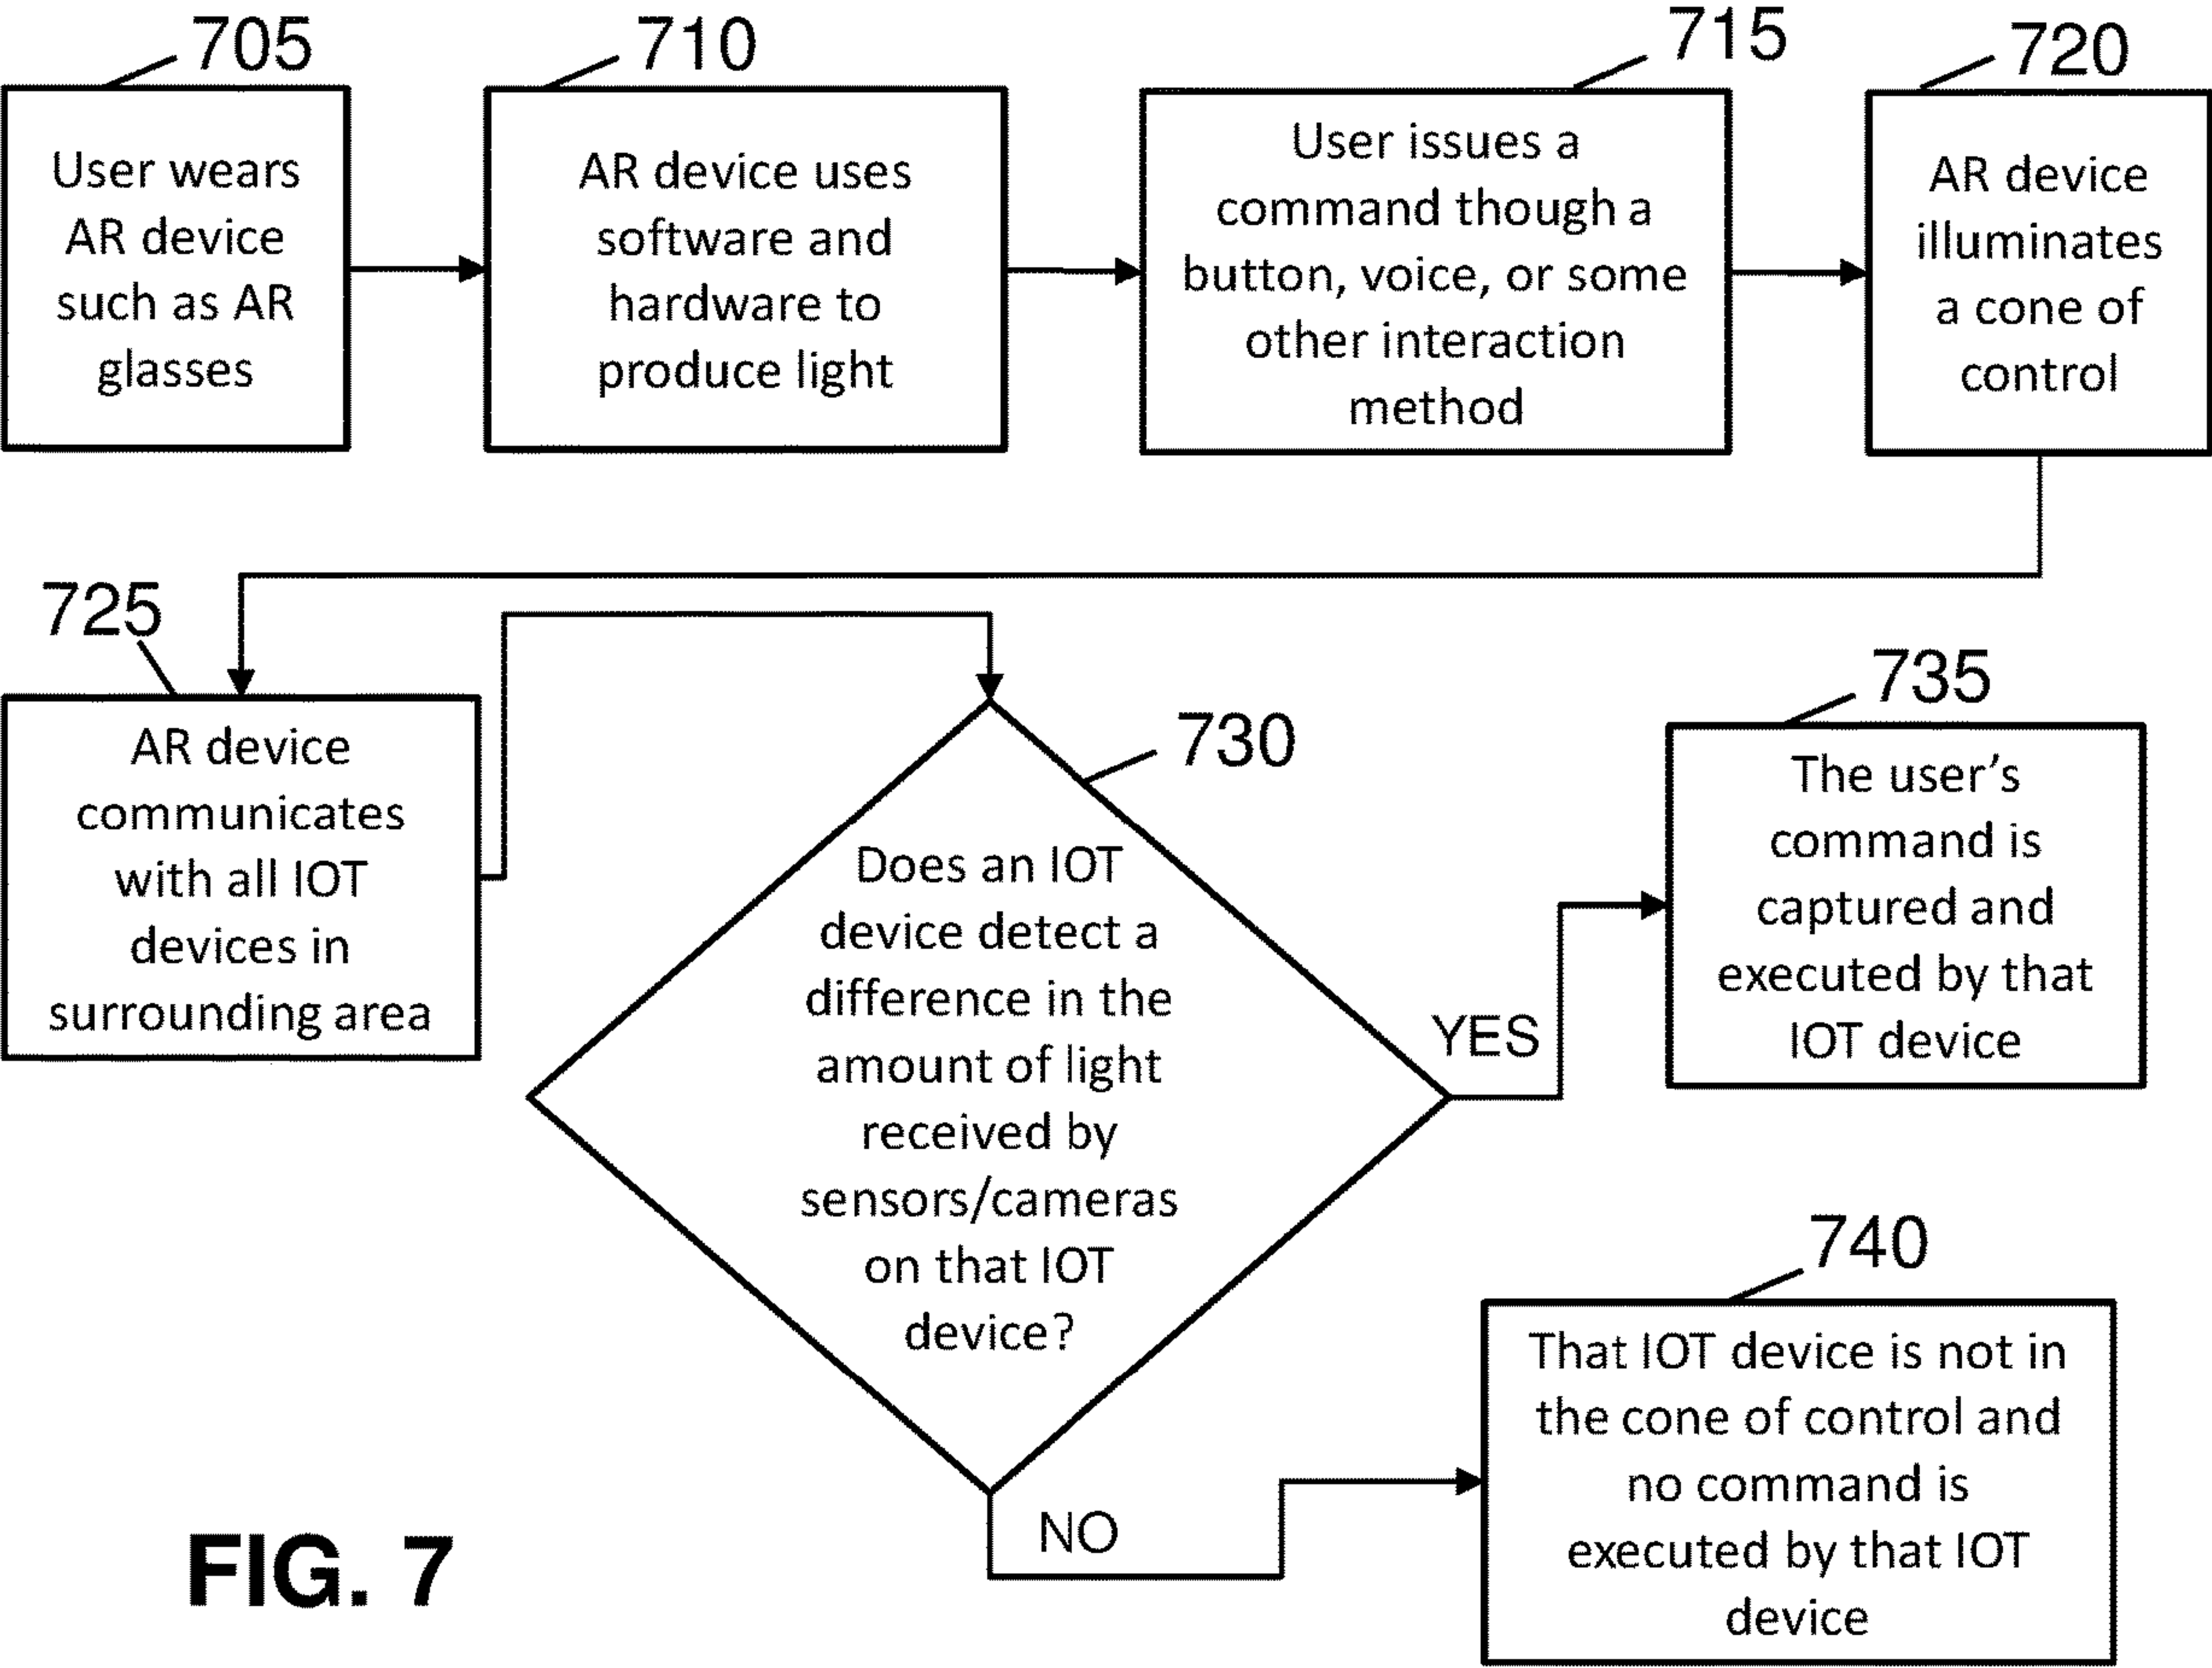 705
User wears
AR device
such as AR
glasses
710
AR device uses
software and
hardware to
produce light
715
User issues a
command though a
button, voice, or some
other interaction
method
720
AR device
illuminates
a cone of
control
725
AR device
communicates
with all IOT
devices in
surrounding area
730
Does an IOT
device detect a
difference in the
amount of light
received by
sensors/cameras
on that IOT
device?
YES
735
The user’s
command is
captured and
executed by that
IOT device
NO
740
That IOT device is not in
the cone of control and
no command is
executed by that IOT
device
FIG. 7